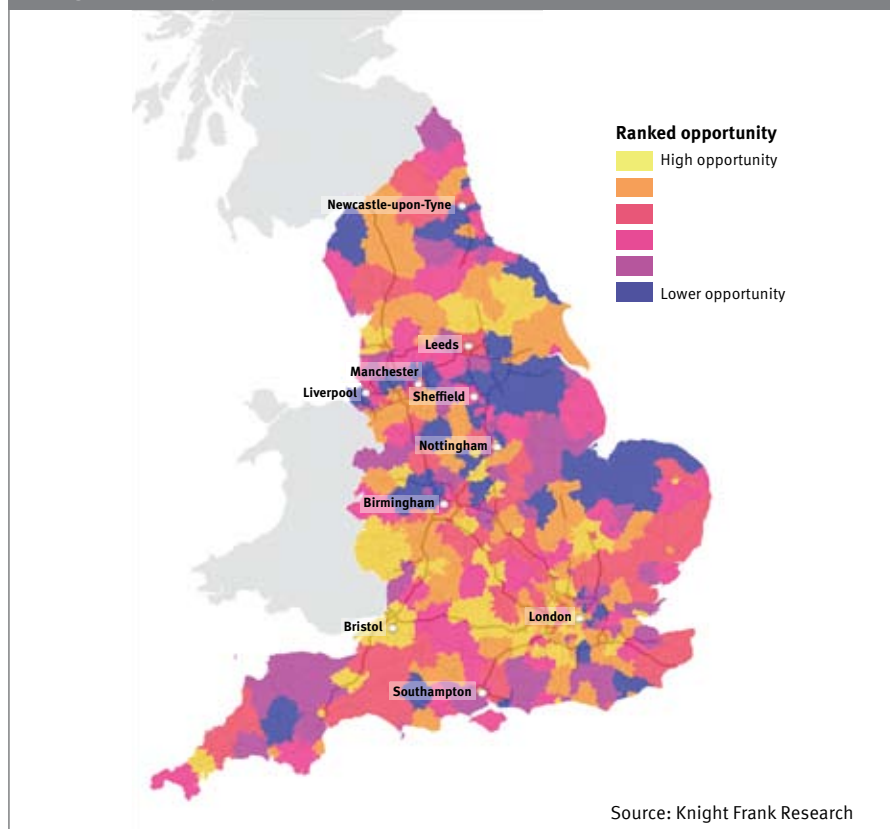 Ranked opportunity
High opportunity
Lower opportunity
Newcastle-upon-Tyne
Leeds
Manchester
Liverpool
Sheffield
Nottingham
Birmingham
London
Bristol
Southampton
Source: Knight Frank Research